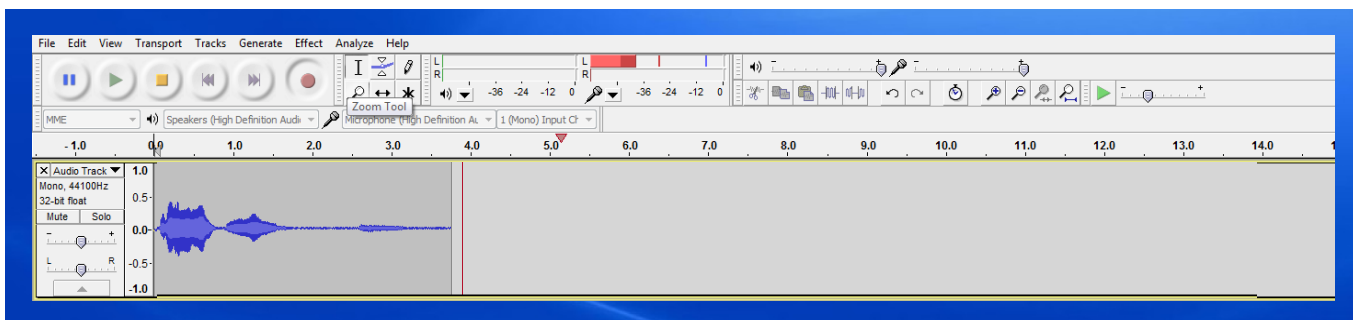 File Edit View Transport Tracks Generate Effect Analyze Help
L L
R R
-36 -24 -12 0 -36 -24 -12 0
- + - +
Zoom Tool
MME Speakers (High Definition Audi Microphone (High Definition Au 1 (Mono) Input Ch
- 1.0 0.0 1.0 2.0 3.0 4.0 5.0 6.0 7.0 8.0 9.0 10.0 11.0 12.0 13.0 14.0 1
X Audio Track 1.0
Mono, 44100Hz
32-bit float 0.5-
Mute Solo
- + 0.0-
L R -0.5-
-1.0